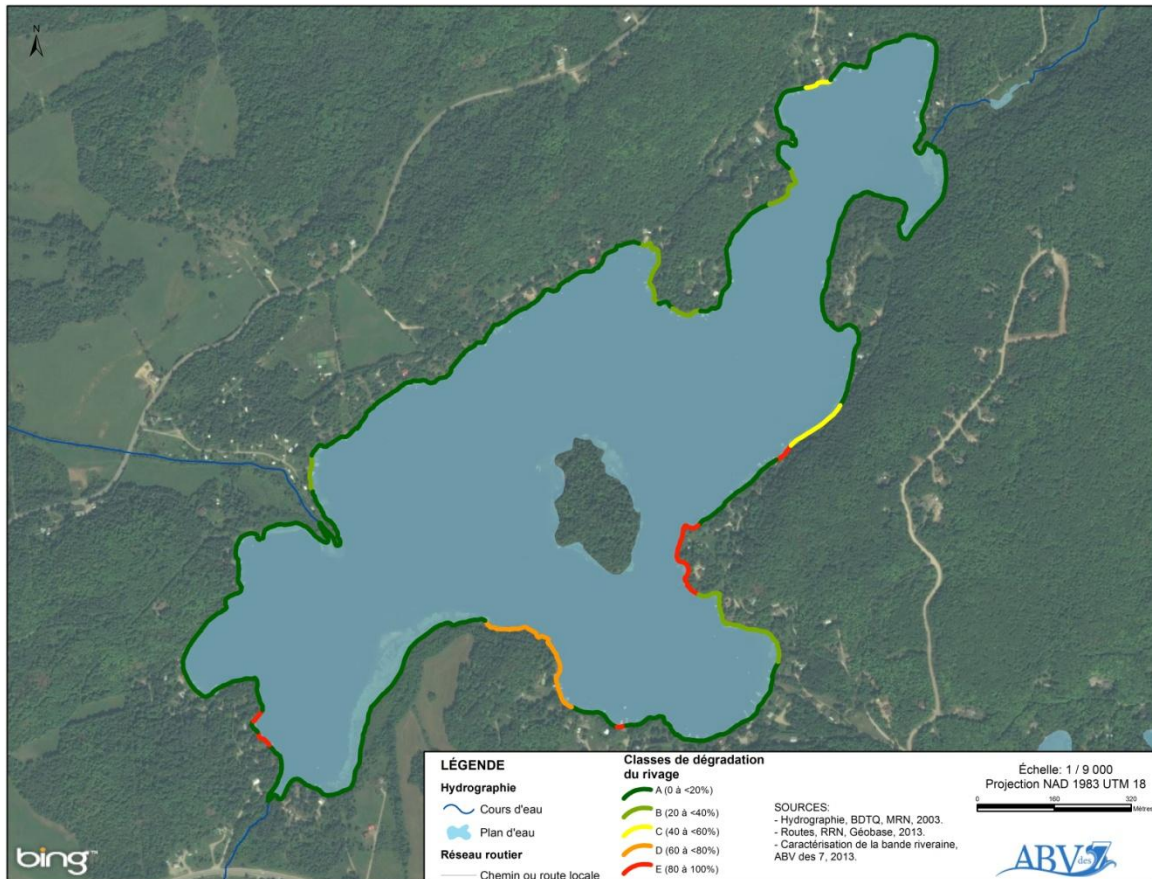 N
LÉGENDE
Hydrographie
Cours d'eau
Plan d'eau
Réseau routier
Chemin ou route locale
Classes de dégradation
du rivage
A (0 à <20%)
B (20 à <40%)
C (40 à <60%)
D (60 à <80%)
E (80 à 100%)
SOURCES:
- Hydrographie, BDTQ, MRN, 2003.
- Routes, RRN, Géobase, 2013.
- Caractérisation de la bande riveraine,
ABV des 7, 2013.
Échelle: 1 / 9 000
Projection NAD 1983 UTM 18
0 160 320
Mètres
ABV des 7
bing™